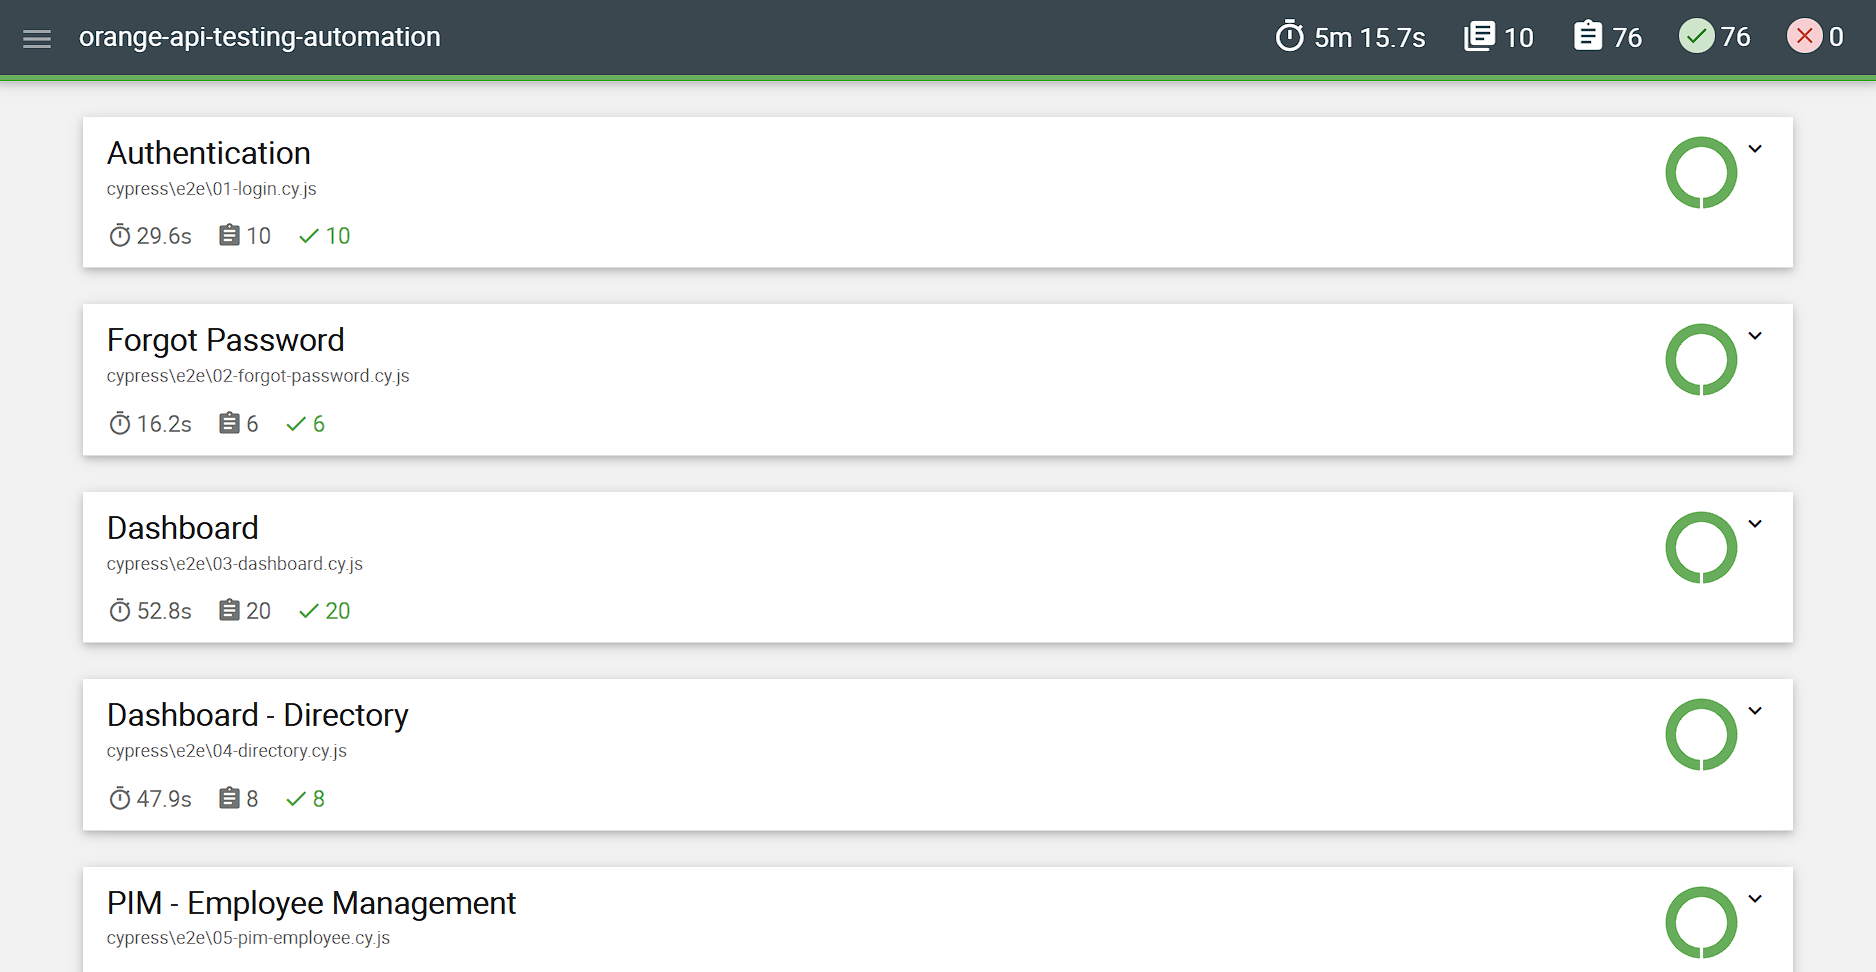 orange-api-testing-automation
5m 15.7s 10 76 76 0
Authentication
cypress\e2e\01-login.cy.js
29.6s 10 10
Forgot Password
cypress\e2e\02-forgot-password.cy.js
16.2s 6 6
Dashboard
cypress\e2e\03-dashboard.cy.js
52.8s 20 20
Dashboard - Directory
cypress\e2e\04-directory.cy.js
47.9s 8 8
PIM - Employee Management
cypress\e2e\05-pim-employee.cy.js